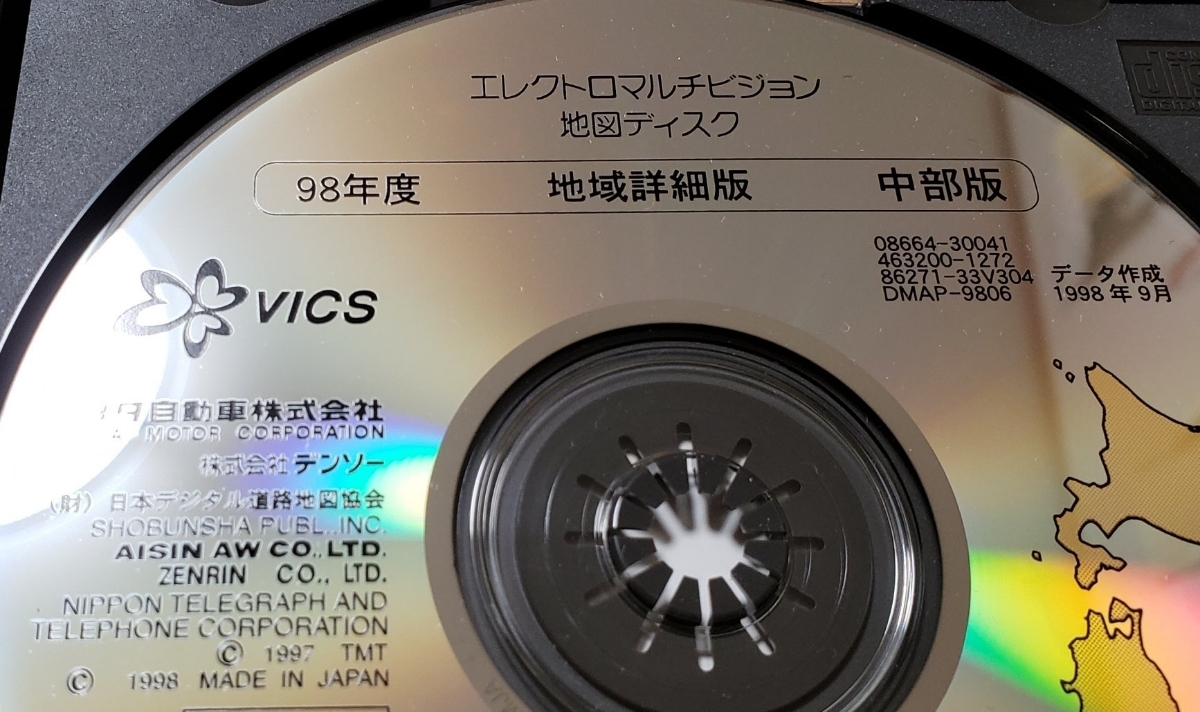 エレクトロマルチビジョン
地図ディスク
98年度 地域詳細版 中部版
08664-30041
463200-1272
86271-33V304
DMAP-9806
データ作成
1998年9月
VICS
自動車株式会社
MOTOR CORPORATION
株式会社 デンソー
(財) 日本デジタル道路地図協会
SHOBUNSHA PUBL.,INC.
AISIN AW CO.,LTD.
ZENRIN CO., LTD.
NIPPON TELEGRAPH AND
TELEPHONE CORPORATION
© 1997 TMT
© 1998 MADE IN JAPAN